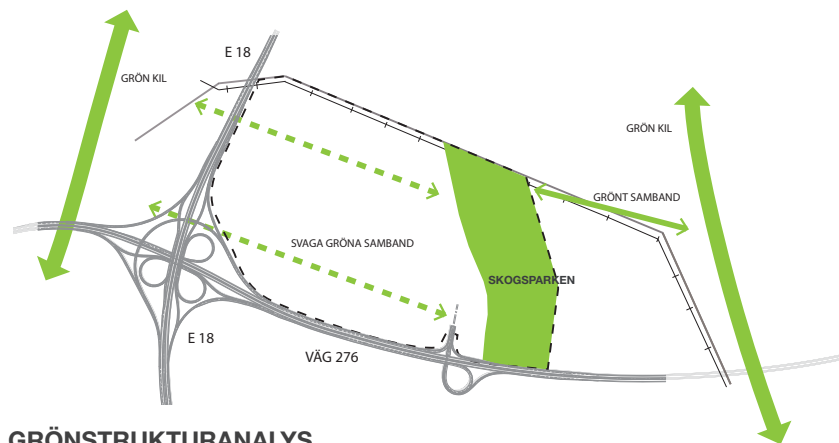 E 18
GRÖN KIL
GRÖN KIL
GRÖNT SAMBAND
SVAGA GRÖNA SAMBAND
SKOGSPARKEN
E 18
VÄG 276
GRÖNSTRUKTURANALYS